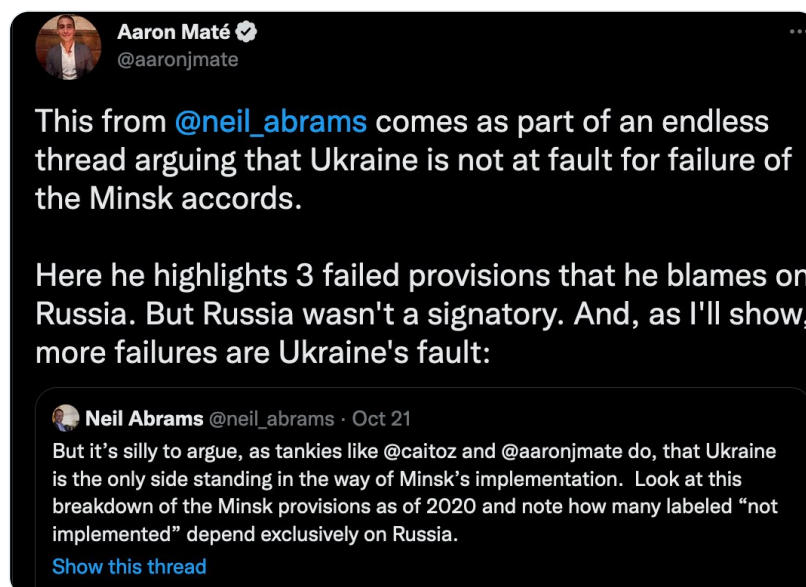 Aaron Maté
@aaronjmate
This from @neil_abrams comes as part of an endless
thread arguing that Ukraine is not at fault for failure of
the Minsk accords.
Here he highlights 3 failed provisions that he blames on
Russia. But Russia wasn't a signatory. And, as I'll show,
more failures are Ukraine's fault:
Neil Abrams @neil_abrams · Oct 21
But it’s silly to argue, as tankies like @caitoz and @aaronjmate do, that Ukraine
is the only side standing in the way of Minsk’s implementation. Look at this
breakdown of the Minsk provisions as of 2020 and note how many labeled “not
implemented” depend exclusively on Russia.
Show this thread